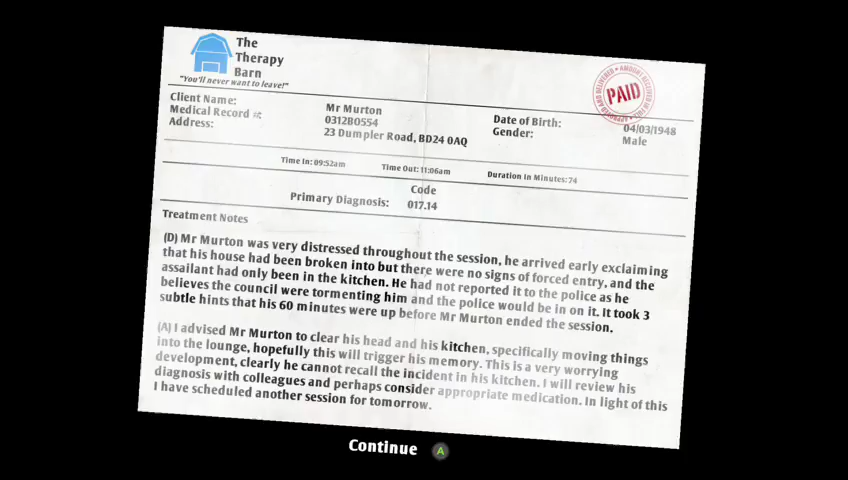 The
Therapy
Barn
"You'll never want to leave!"
PAID
Client Name: Mr Murton Date of Birth: 04/03/1948
Medical Record #: 0312B0554 Gender: Male
Address: 23 Dumpler Road, BD24 0AQ
Time In: 09:52am Time Out: 11:06am Duration in Minutes: 74
Code
Primary Diagnosis: 017.14
Treatment Notes
(D) Mr Murton was very distressed throughout the session, he arrived early exclaiming
that his house had been broken into but there were no signs of forced entry, and the
assailant had only been in the kitchen. He had not reported it to the police as he
believes the council were tormenting him and the police would be in on it. It took 3
subtle hints that his 60 minutes were up before Mr Murton ended the session.
(A) I advised Mr Murton to clear his head and his kitchen, specifically moving things
into the lounge, hopefully this will trigger his memory. This is a very worrying
development, clearly he cannot recall the incident in his kitchen. I will review his
diagnosis with colleagues and perhaps consider appropriate medication. In light of this
I have scheduled another session for tomorrow.
Continue A